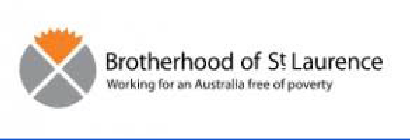 Brotherhood of St Laurence
Working for an Australia free of poverty